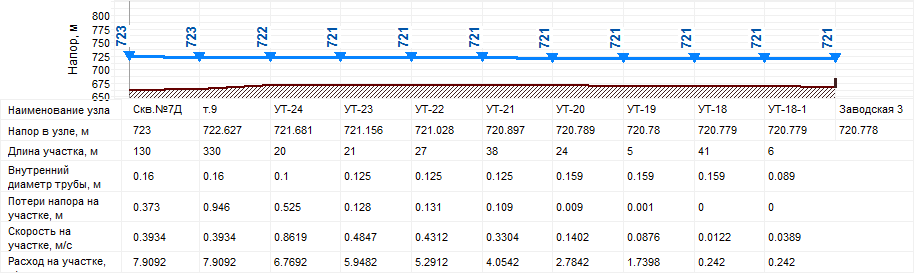 723 723 722 721 721 721 721 721 721 721 721
Напор, м
800
775
750
725
700
675
650
Наименование узла Скв.№7Д т.9 УТ-24 УТ-23 УТ-22 УТ-21 УТ-20 УТ-19 УТ-18 УТ-18-1 Заводская 3
Напор в узле, м 723 722.627 721.681 721.156 721.028 720.897 720.789 720.78 720.779 720.779 720.778
Длина участка, м 130 330 20 21 27 38 24 5 41 6
Внутренний
диаметр трубы, м 0.16 0.16 0.1 0.125 0.125 0.125 0.159 0.159 0.159 0.089
Потери напора на
участке, м 0.373 0.946 0.525 0.128 0.131 0.109 0.009 0.001 0 0
Скорость на
участке, м/с 0.3934 0.3934 0.8619 0.4847 0.4312 0.3304 0.1402 0.0876 0.0122 0.0389
Расход на участке, 7.9092 7.9092 6.7692 5.9482 5.2912 4.0542 2.7842 1.7398 0.242 0.242